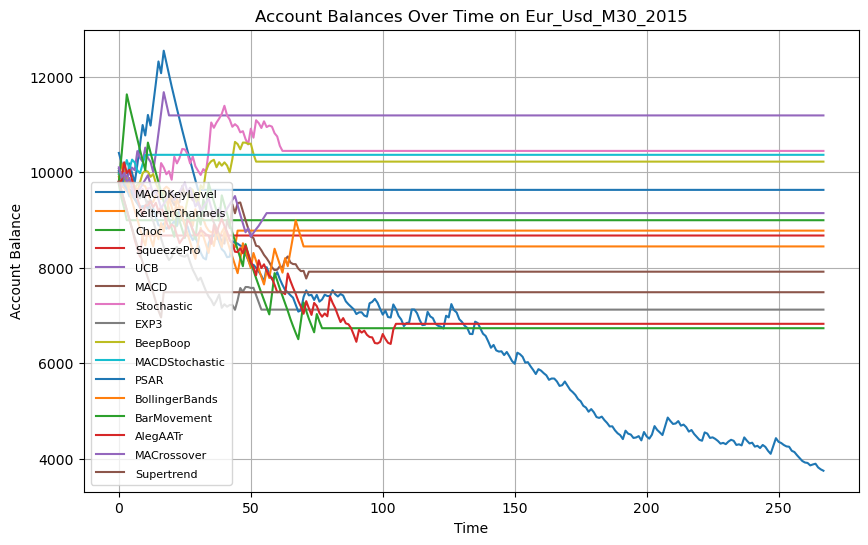 Account Balances Over Time on Eur_Usd_M30_2015
Account Balance
12000
10000
8000
6000
4000
MACDKeyLevel
KeltnerChannels
Choc
SqueezePro
UCB
MACD
Stochastic
EXP3
BeepBoop
MACDStochastic
PSAR
BollingerBands
BarMovement
AlegAATr
MACrossover
Supertrend
0 50 100 150 200 250
Time